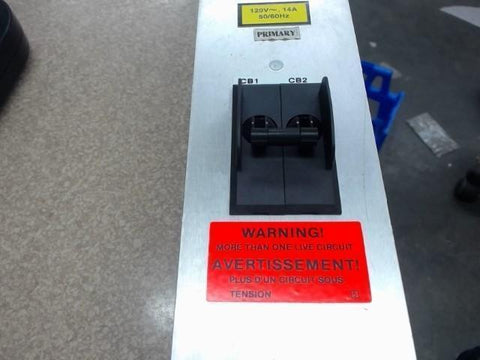 120V~, 14A
50/60Hz
PRIMARY
CB1 CB2
WARNING!
MORE THAN ONE LIVE CIRCUIT
AVERTISSEMENT!
PLUS D'UN CIRCUIT SOUS
TENSION